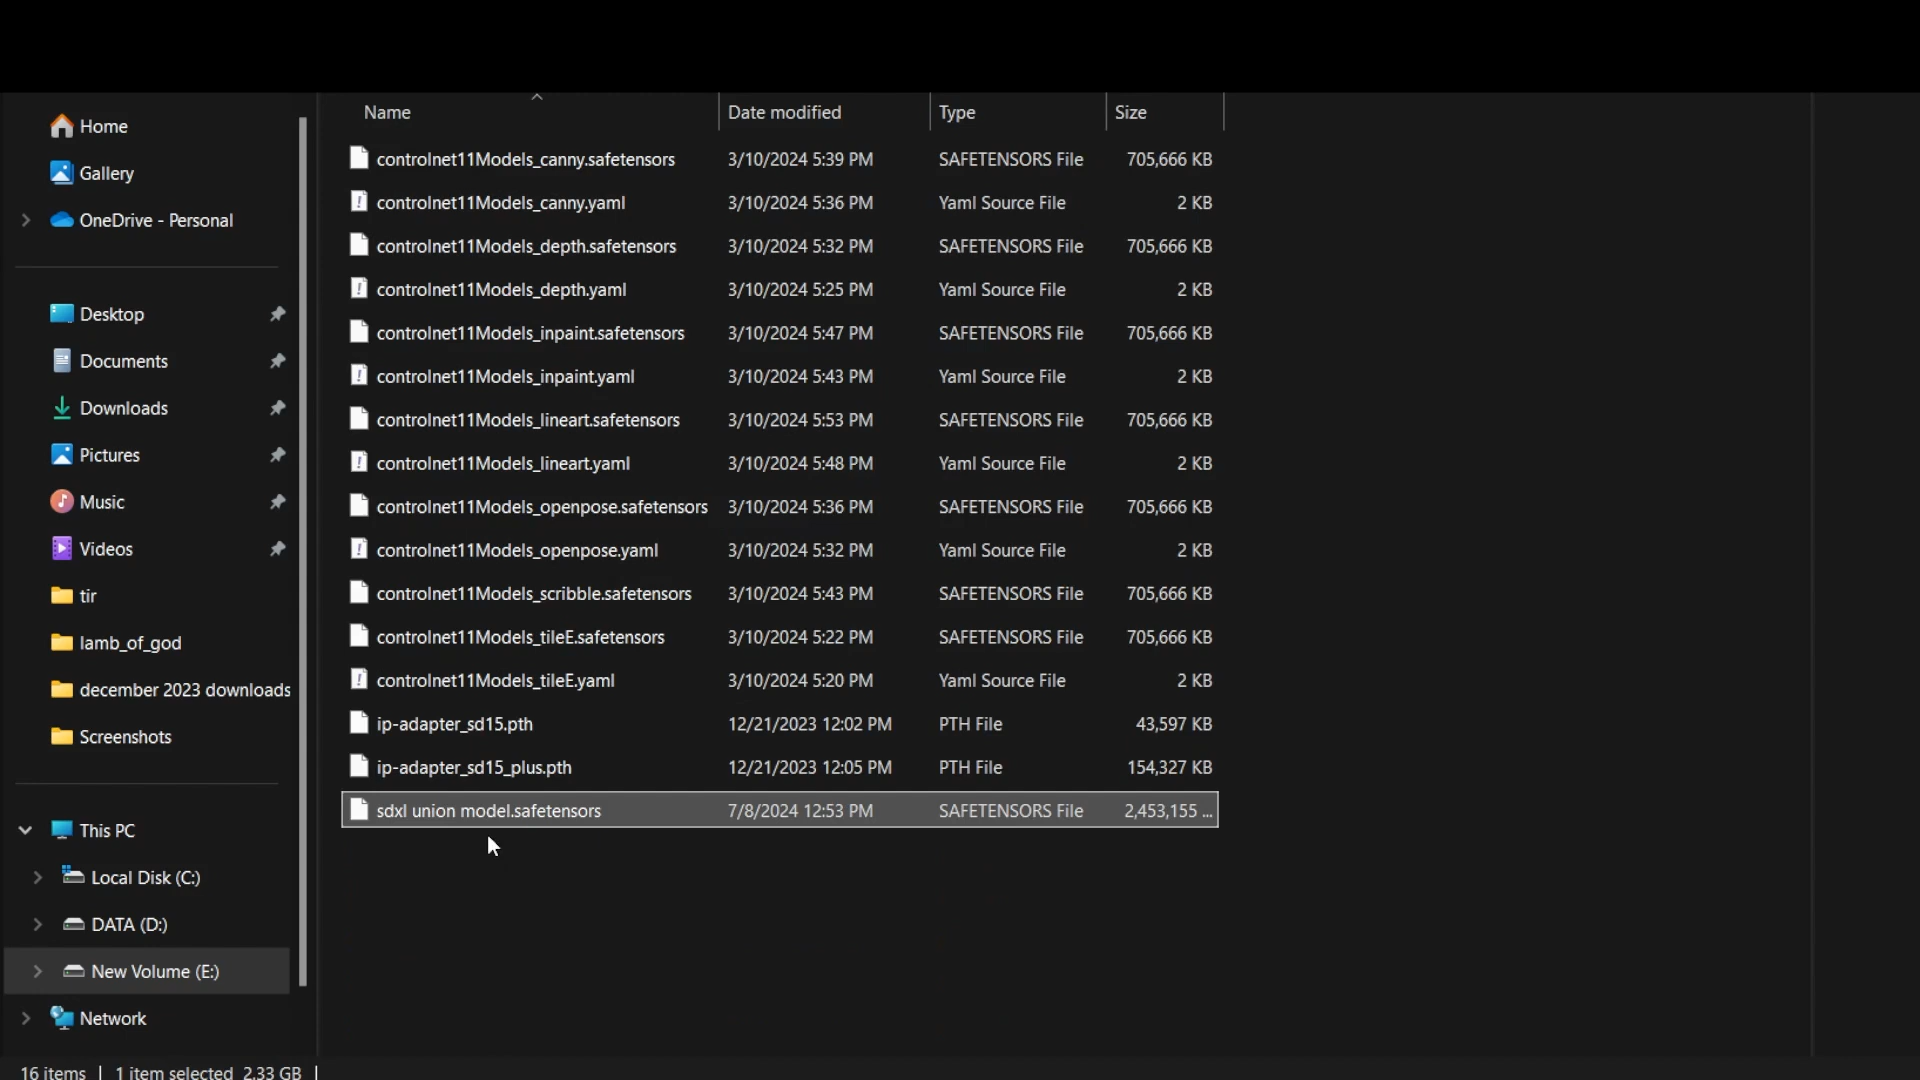 Home
Gallery
OneDrive - Personal
Desktop
Documents
Downloads
Pictures
Music
Videos
tir
lamb_of_god
december 2023 downloads
Screenshots
This PC
Local Disk (C:)
DATA (D:)
New Volume (E:)
Network
Name Date modified Type Size
controlnet11Models_canny.safetensors 3/10/2024 5:39 PM SAFETENSORS File 705,666 KB
controlnet11Models_canny.yaml 3/10/2024 5:36 PM Yaml Source File 2 KB
controlnet11Models_depth.safetensors 3/10/2024 5:32 PM SAFETENSORS File 705,666 KB
controlnet11Models_depth.yaml 3/10/2024 5:25 PM Yaml Source File 2 KB
controlnet11Models_inpaint.safetensors 3/10/2024 5:47 PM SAFETENSORS File 705,666 KB
controlnet11Models_inpaint.yaml 3/10/2024 5:43 PM Yaml Source File 2 KB
controlnet11Models_lineart.safetensors 3/10/2024 5:53 PM SAFETENSORS File 705,666 KB
controlnet11Models_lineart.yaml 3/10/2024 5:48 PM Yaml Source File 2 KB
controlnet11Models_openpose.safetensors 3/10/2024 5:36 PM SAFETENSORS File 705,666 KB
controlnet11Models_openpose.yaml 3/10/2024 5:32 PM Yaml Source File 2 KB
controlnet11Models_scribble.safetensors 3/10/2024 5:43 PM SAFETENSORS File 705,666 KB
controlnet11Models_tileE.safetensors 3/10/2024 5:22 PM SAFETENSORS File 705,666 KB
controlnet11Models_tileE.yaml 3/10/2024 5:20 PM Yaml Source File 2 KB
ip-adapter_sd15.pth 12/21/2023 12:02 PM PTH File 43,597 KB
ip-adapter_sd15_plus.pth 12/21/2023 12:05 PM PTH File 154,327 KB
sdxl union model.safetensors 7/8/2024 12:53 PM SAFETENSORS File 2,453,155 ...
16 items | 1 item selected 2.33 GB |